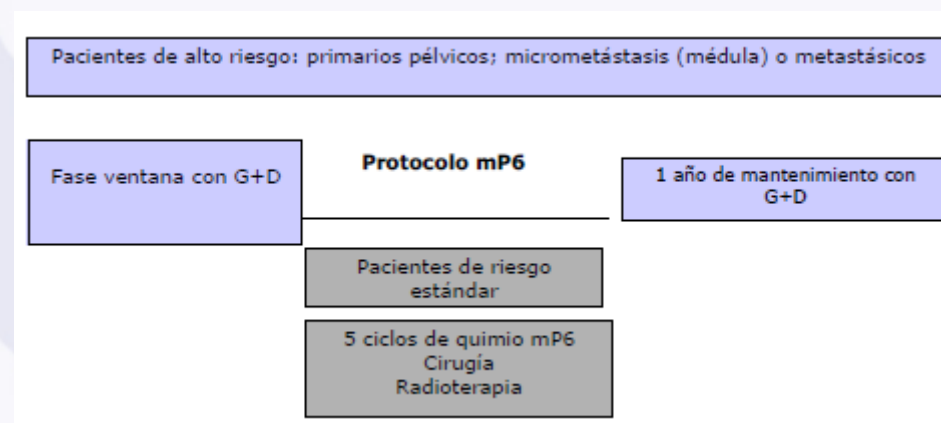 Pacientes de alto riesgo: primarios pélvicos; micrometástasis (médula) o metastásicos
Fase ventana con G+D
Protocolo mP6
1 año de mantenimiento con
G+D
Pacientes de riesgo
estándar
5 ciclos de quimio mP6
Cirugía
Radioterapia